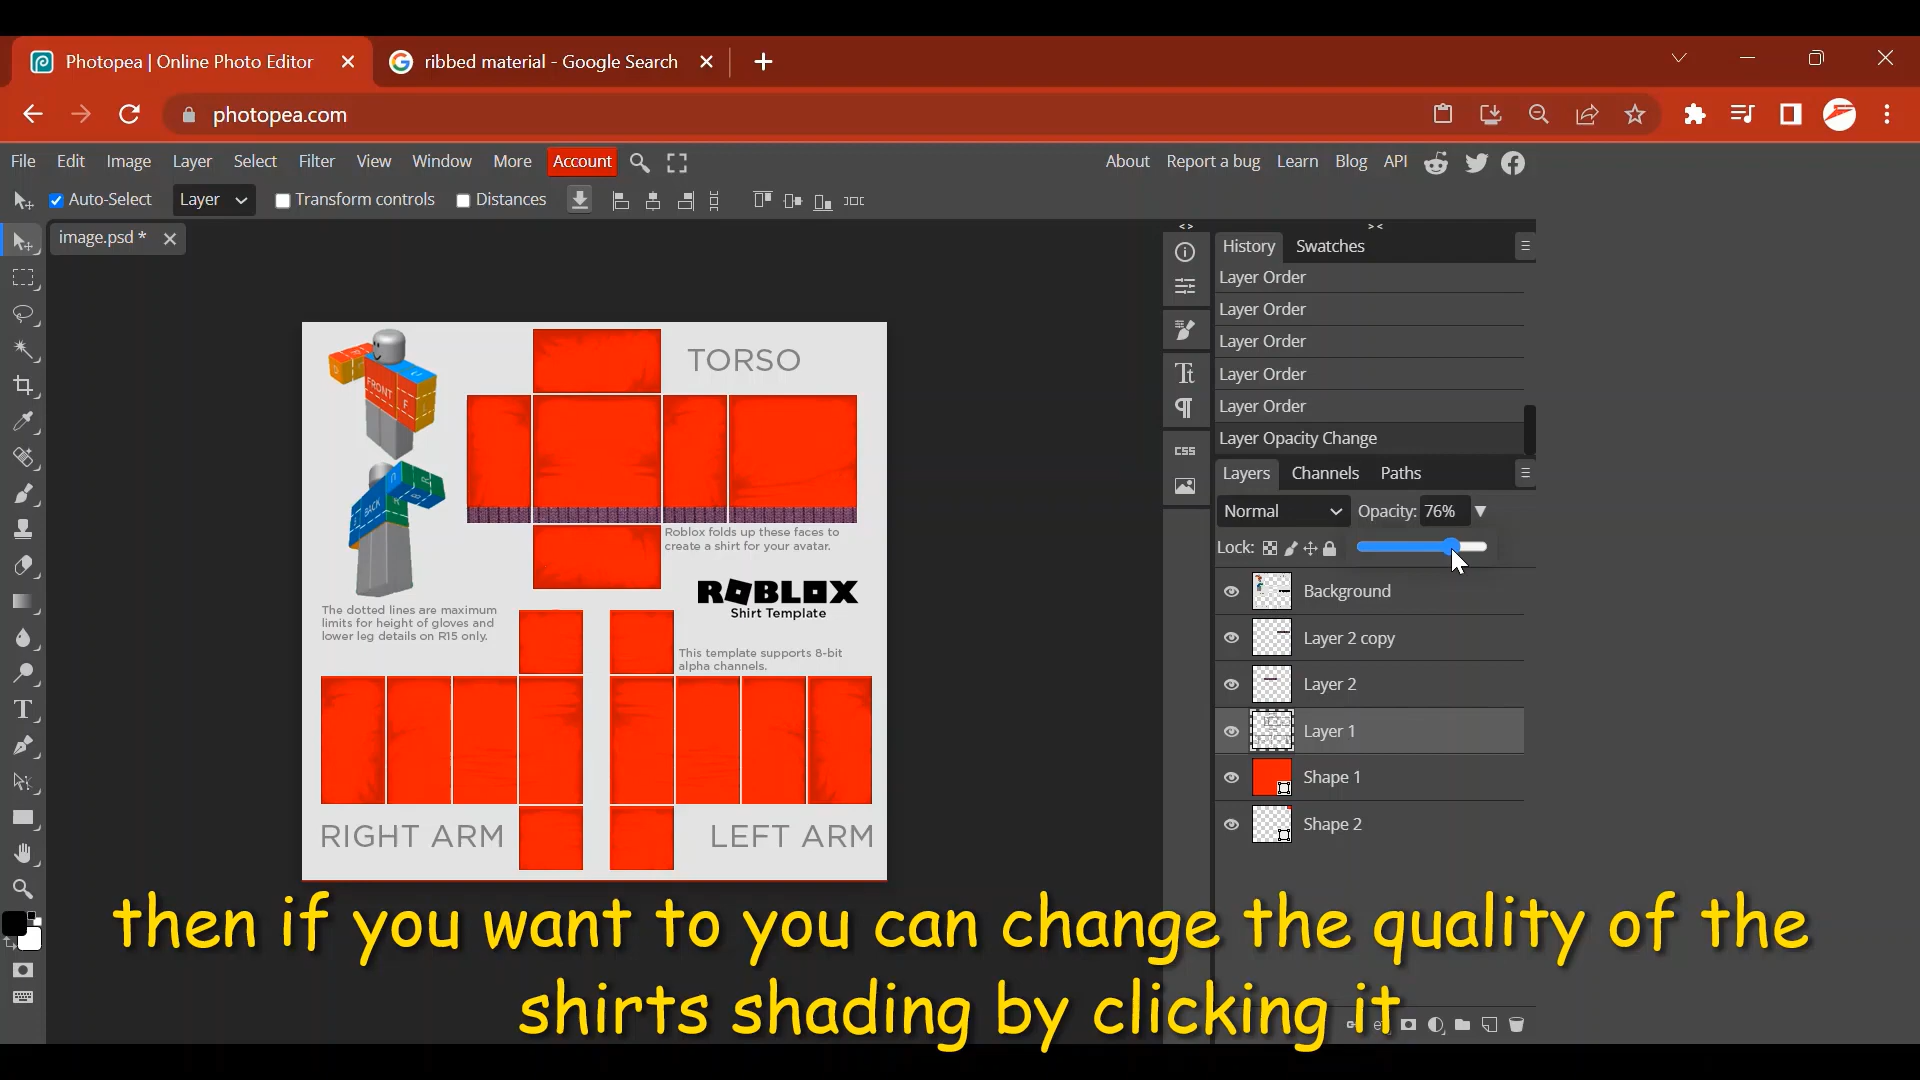 Photopea | Online Photo Editor
ribbed material - Google Search
photopea.com
File Edit Image Layer Select Filter View Window More Account
About Report a bug Learn Blog API
Auto-Select Layer Transform controls Distances
image.psd *
History Swatches
Layer Order
Layer Order
Layer Order
Layer Order
Layer Order
Layer Opacity Change
Layers Channels Paths
Normal Opacity: 76%
Lock:
Background
Layer 2 copy
Layer 2
Layer 1
Shape 1
Shape 2
CSS
TORSO
FRONT
BACK
Roblox folds up these faces to
create a shirt for your avatar.
ROBLOX
Shirt Template
The dotted lines are maximum
limits for height of gloves and
lower leg details on R15 only.
This template supports 8-bit
alpha channels.
RIGHT ARM
LEFT ARM
then if you want to you can change the quality of the
shirts shading by clicking it